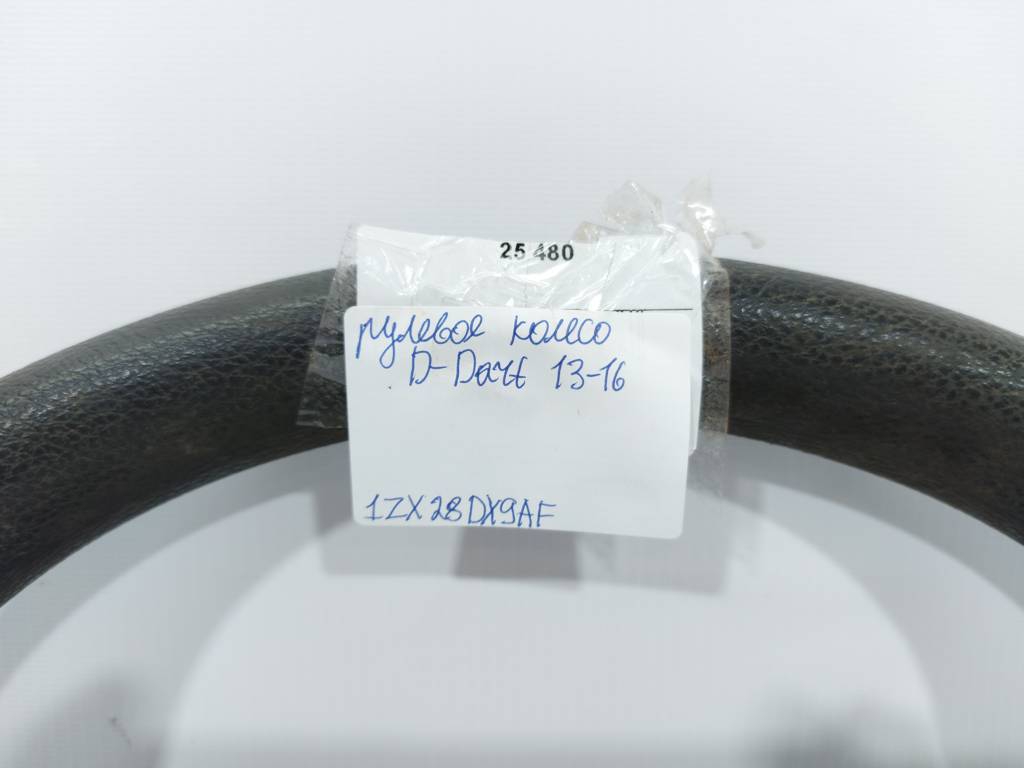 25 480
рулевое колесо
D-Dart 13-16
1ZX28DX9AF